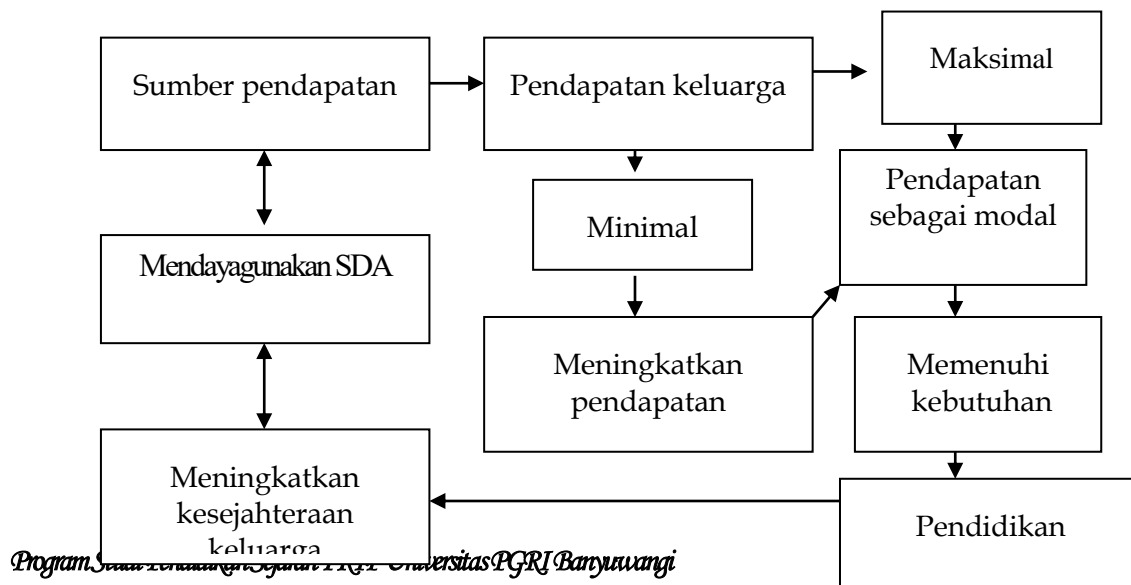 Sumber pendapatan
Pendapatan keluarga
Maksimal
Minimal
Pendapatan
sebagai modal
Mendayagunakan SDA
Meningkatkan
pendapatan
Memenuhi
kebutuhan
Meningkatkan
kesejahteraan
keluarga
Pendidikan
Program Universitas PGRI Banyuwangi